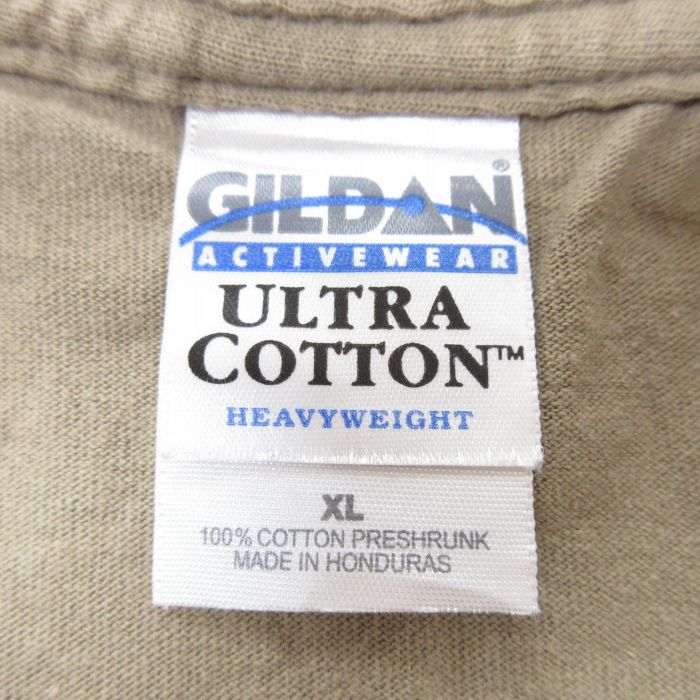 GILDAN®
ACTIVEWEAR
ULTRA
COTTON™
HEAVYWEIGHT
XL
100% COTTON PRESHRUNK
MADE IN HONDURAS